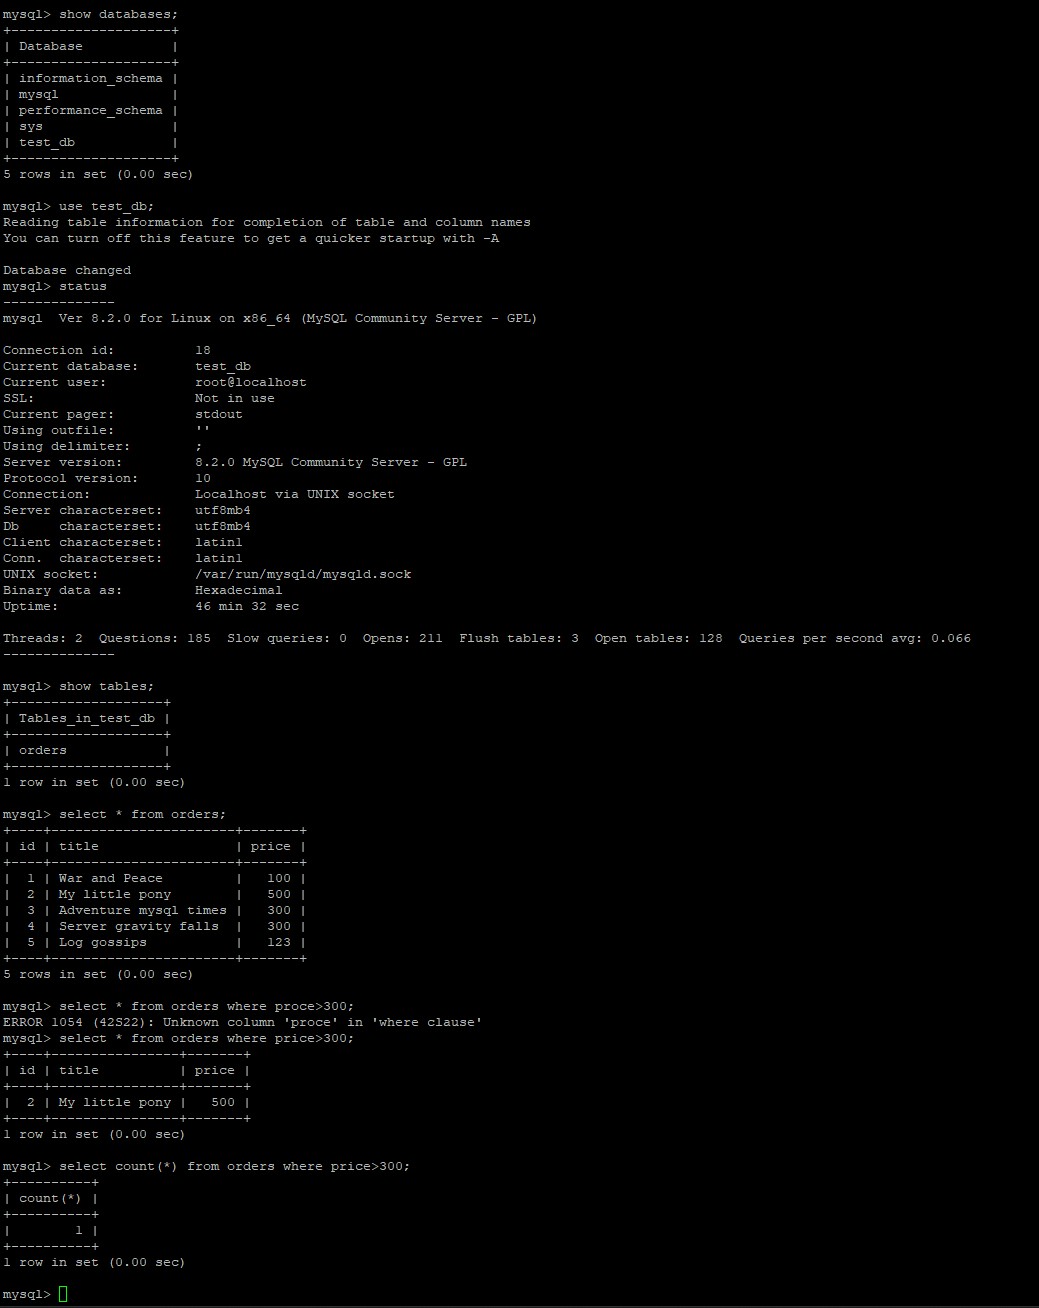 mysql> show databases;
+--------------------+
| Database           |
+--------------------+
| information_schema |
| mysql              |
| performance_schema |
| sys                |
| test_db            |
+--------------------+
5 rows in set (0.00 sec)

mysql> use test_db;
Reading table information for completion of table and column names
You can turn off this feature to get a quicker startup with -A

Database changed
mysql> status
--------------
mysql  Ver 8.2.0 for Linux on x86_64 (MySQL Community Server - GPL)

Connection id:          18
Current database:       test_db
Current user:           root@localhost
SSL:                    Not in use
Current pager:          stdout
Using outfile:          ''
Using delimiter:        ;
Server version:         8.2.0 MySQL Community Server - GPL
Protocol version:       10
Connection:             Localhost via UNIX socket
Server characterset:    utf8mb4
Db     characterset:    utf8mb4
Client characterset:    latin1
Conn.  characterset:    latin1
UNIX socket:            /var/run/mysqld/mysqld.sock
Binary data as:         Hexadecimal
Uptime:                 46 min 32 sec

Threads: 2  Questions: 185  Slow queries: 0  Opens: 211  Flush tables: 3  Open tables: 128  Queries per second avg: 0.066
--------------

mysql> show tables;
+-------------------+
| Tables_in_test_db |
+-------------------+
| orders            |
+-------------------+
1 row in set (0.00 sec)

mysql> select * from orders;
+----+-----------------------+-------+
| id | title                 | price |
+----+-----------------------+-------+
|  1 | War and Peace         |   100 |
|  2 | My little pony        |   500 |
|  3 | Adventure mysql times |   300 |
|  4 | Server gravity falls  |   300 |
|  5 | Log gossips           |   123 |
+----+-----------------------+-------+
5 rows in set (0.00 sec)

mysql> select * from orders where proce>300;
ERROR 1054 (42S22): Unknown column 'proce' in 'where clause'
mysql> select * from orders where price>300;
+----+----------------+-------+
| id | title          | price |
+----+----------------+-------+
|  2 | My little pony |   500 |
+----+----------------+-------+
1 row in set (0.00 sec)

mysql> select count(*) from orders where price>300;
+----------+
| count(*) |
+----------+
|        1 |
+----------+
1 row in set (0.00 sec)

mysql>